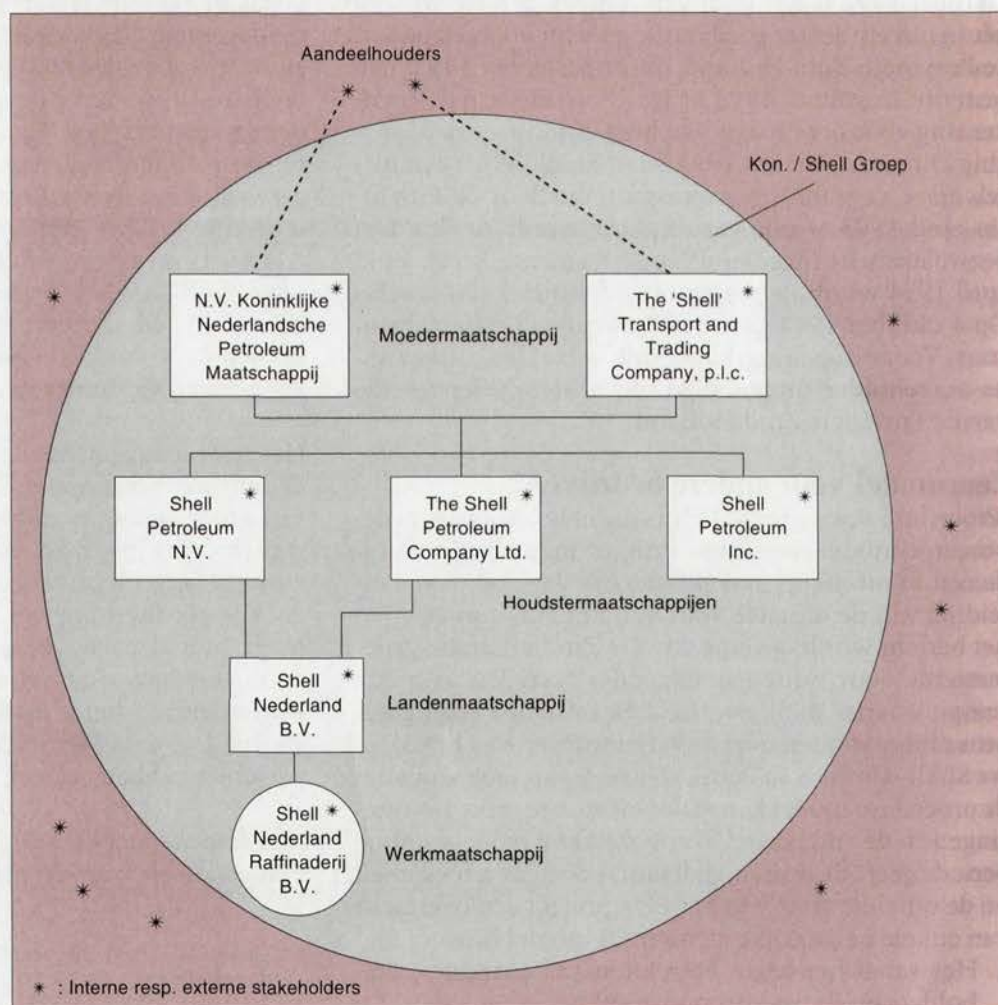 Aandeelhouders
Kon. / Shell Groep
N.V. Koninklijke
Nederlandsche
Petroleum
Maatschappij
Moedermaatschappij
The 'Shell'
Transport and
Trading
Company, p.l.c.
Shell
Petroleum
N.V.
The Shell
Petroleum
Company Ltd.
Shell
Petroleum
Inc.
Houdstermaatschappijen
Shell
Nederland
B.V.
Landenmaatschappij
Shell
Nederland
Raffinaderij
B.V.
Werkmaatschappij
* : Interne resp. externe stakeholders